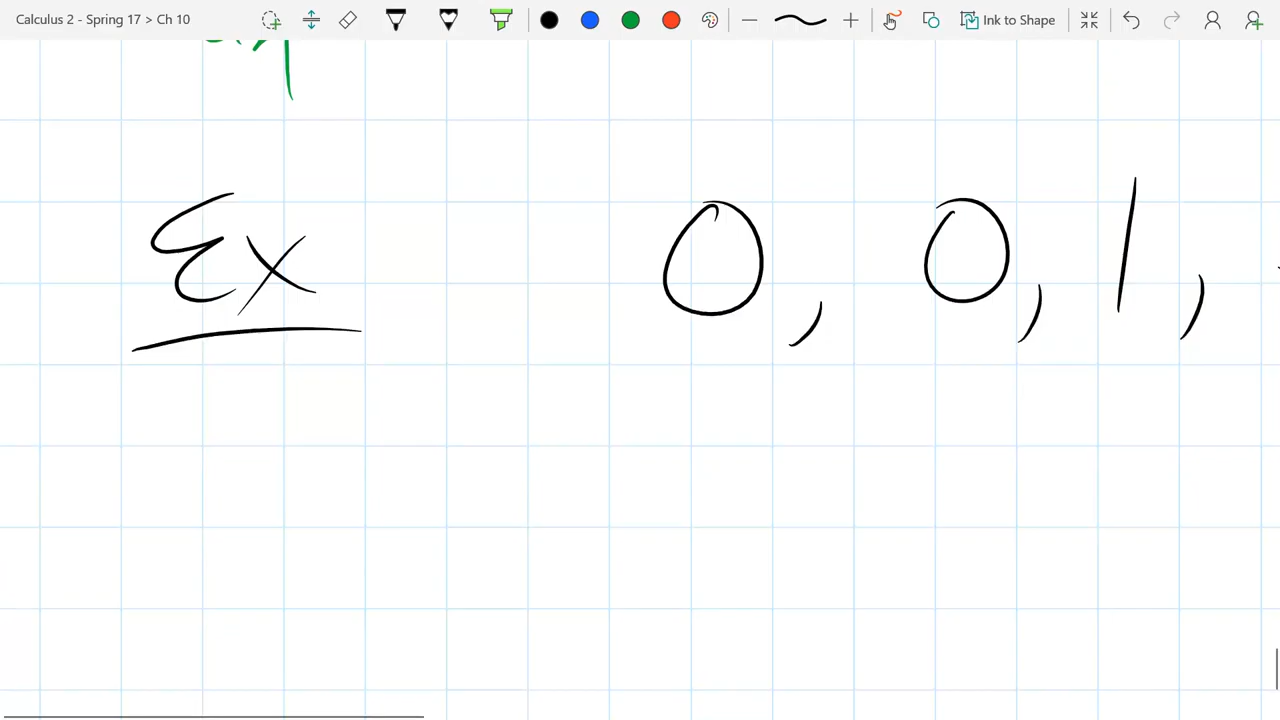 Calculus 2 - Spring 17 > Ch 10
Ink to Shape
Ex 0, 0, 1,